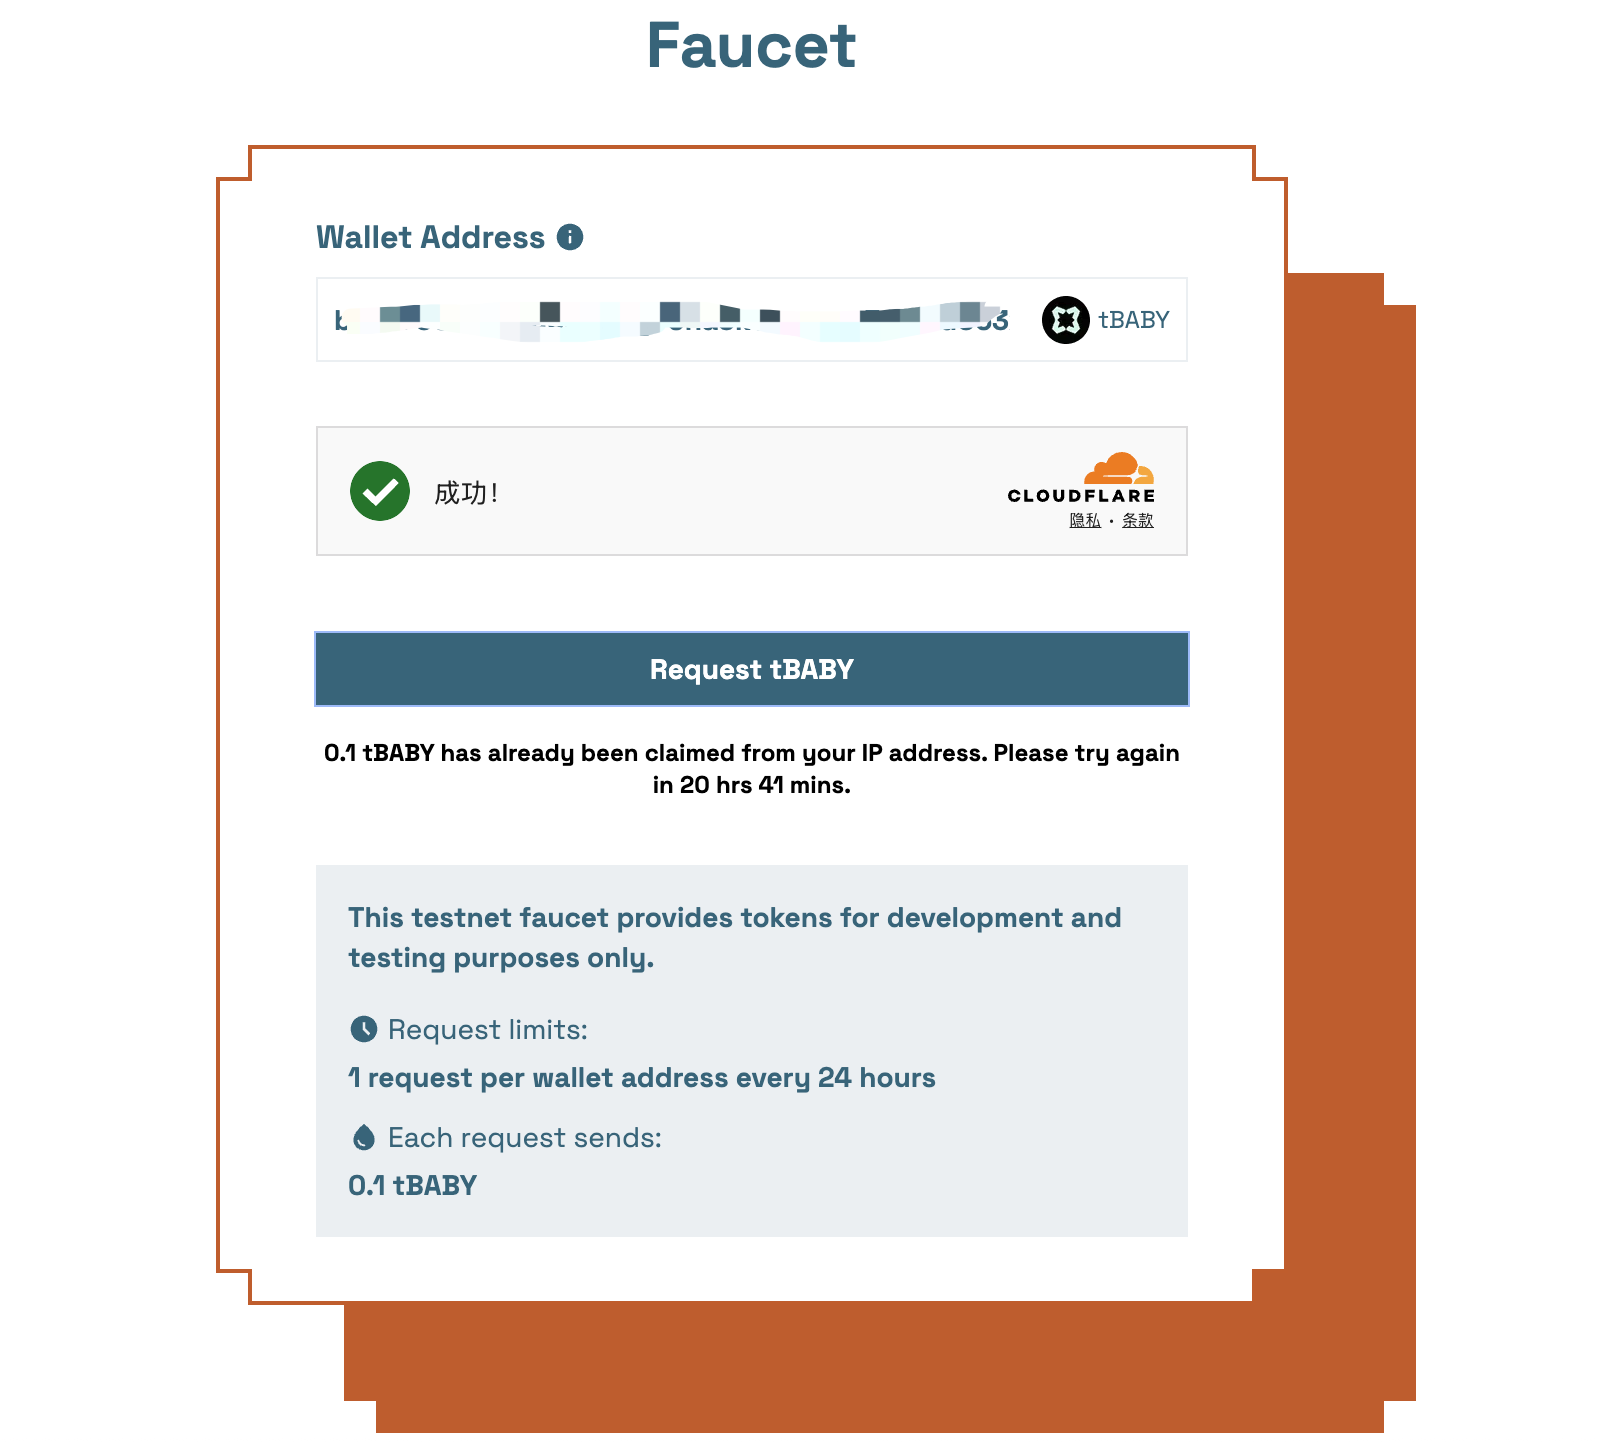 Faucet
Wallet Address
tBABY
成功！
CLOUDFLARE
隐私 · 条款
Request tBABY
0.1 tBABY has already been claimed from your IP address. Please try again
in 20 hrs 41 mins.
This testnet faucet provides tokens for development and
testing purposes only.
Request limits:
1 request per wallet address every 24 hours
Each request sends:
0.1 tBABY